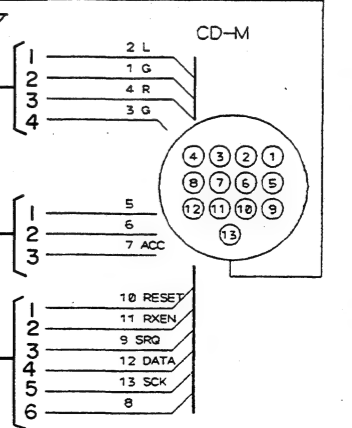 CD-M
1 2 L
2 1 G
3 4 R
4 3 G
4 3 2 1
8 7 6 5
12 11 10 9
13
1 5
2 6
3 7 ACC
1 10 RESET
2 11 RXEN
3 9 SRQ
4 12 DATA
5 13 SCK
6 8